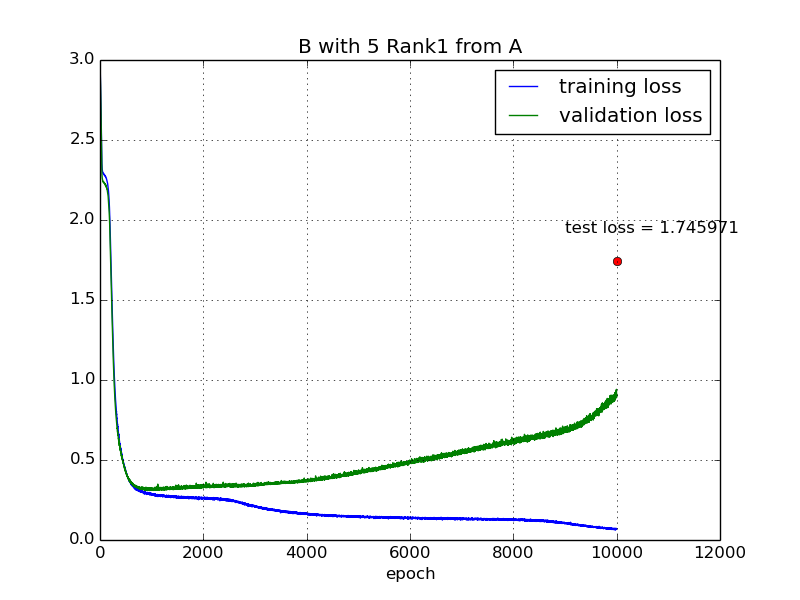 B with 5 Rank1 from A
3.0
2.5
2.0
1.5
1.0
0.5
0.0
training loss
validation loss
test loss = 1.745971
0 2000 4000 6000 8000 10000 12000
epoch